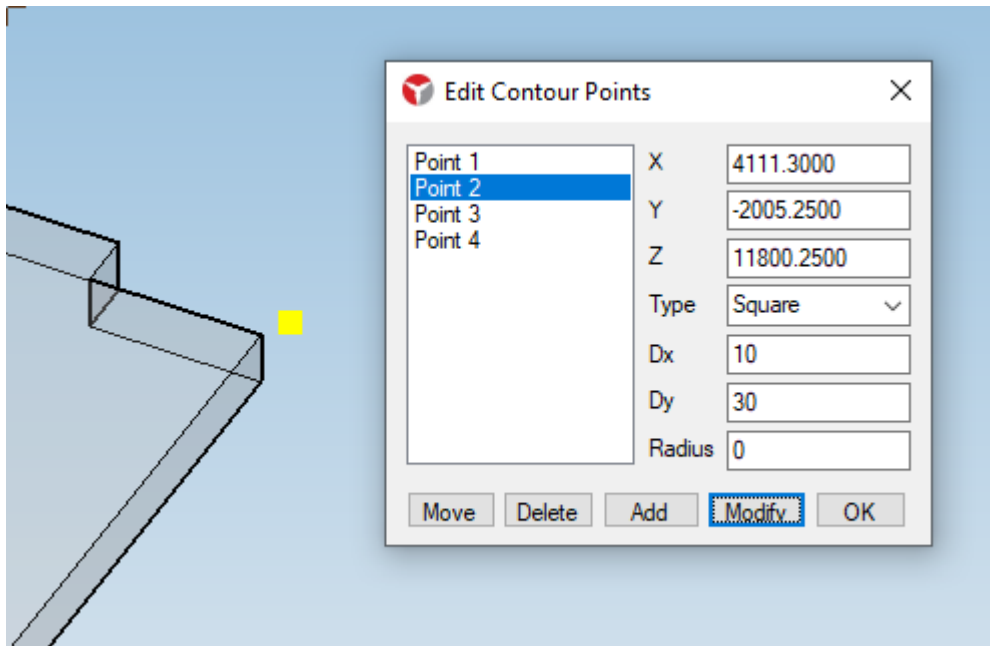 Edit Contour Points
Point 1
Point 2
Point 3
Point 4
X 4111.3000
Y -2005.2500
Z 11800.2500
Type Square
Dx 10
Dy 30
Radius 0
Move Delete Add Modify OK